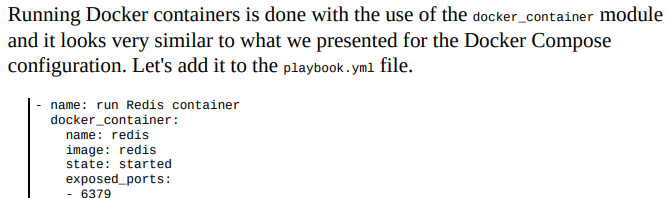 Running Docker containers is done with the use of the docker_container module
and it looks very similar to what we presented for the Docker Compose
configuration. Let's add it to the playbook.yml file.
- name: run Redis container
  docker_container:
    name: redis
    image: redis
    state: started
    exposed_ports:
    - 6379